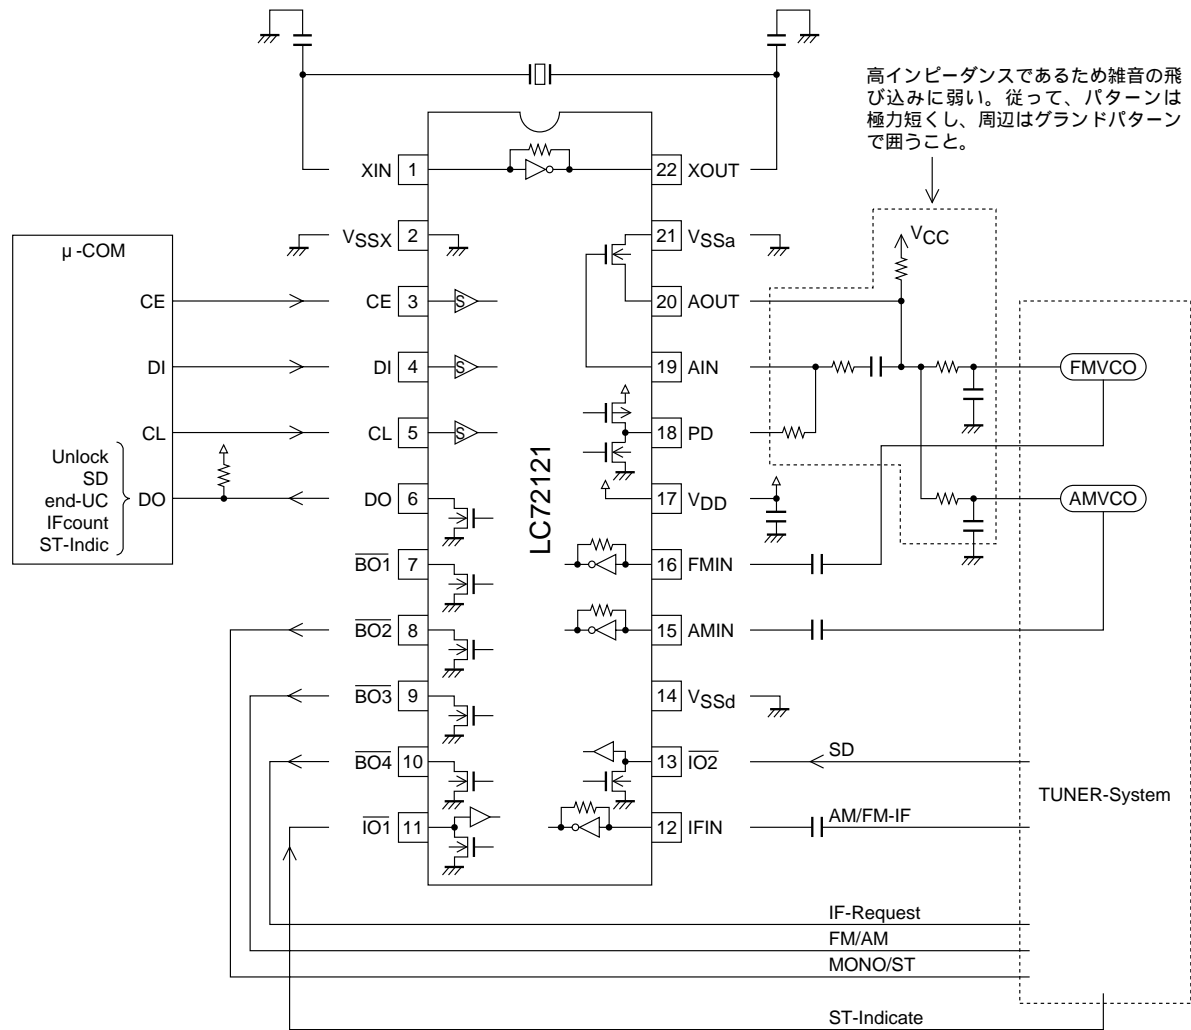 高インピーダンスであるため雑音の飛
び込みに弱い。従って、パターンは
極力短くし、周辺はグランドパターン
で囲うこと。
XIN 1
22 XOUT
VSSX 2
21 VSSa
VCC
μ-COM
CE
CE 3
S
20 AOUT
DI
DI 4
S
19 AIN
FMVCO
CL
CL 5
S
18 PD
Unlock
SD
end-UC
IFcount
ST-Indic
DO
DO 6
17 VDD
AMVCO
LC72121
BO1 7
16 FMIN
BO2 8
15 AMIN
BO3 9
14 VSSd
BO4 10
13 IO2
SD
TUNER-System
IO1 11
12 IFIN
AM/FM-IF
IF-Request
FM/AM
MONO/ST
ST-Indicate